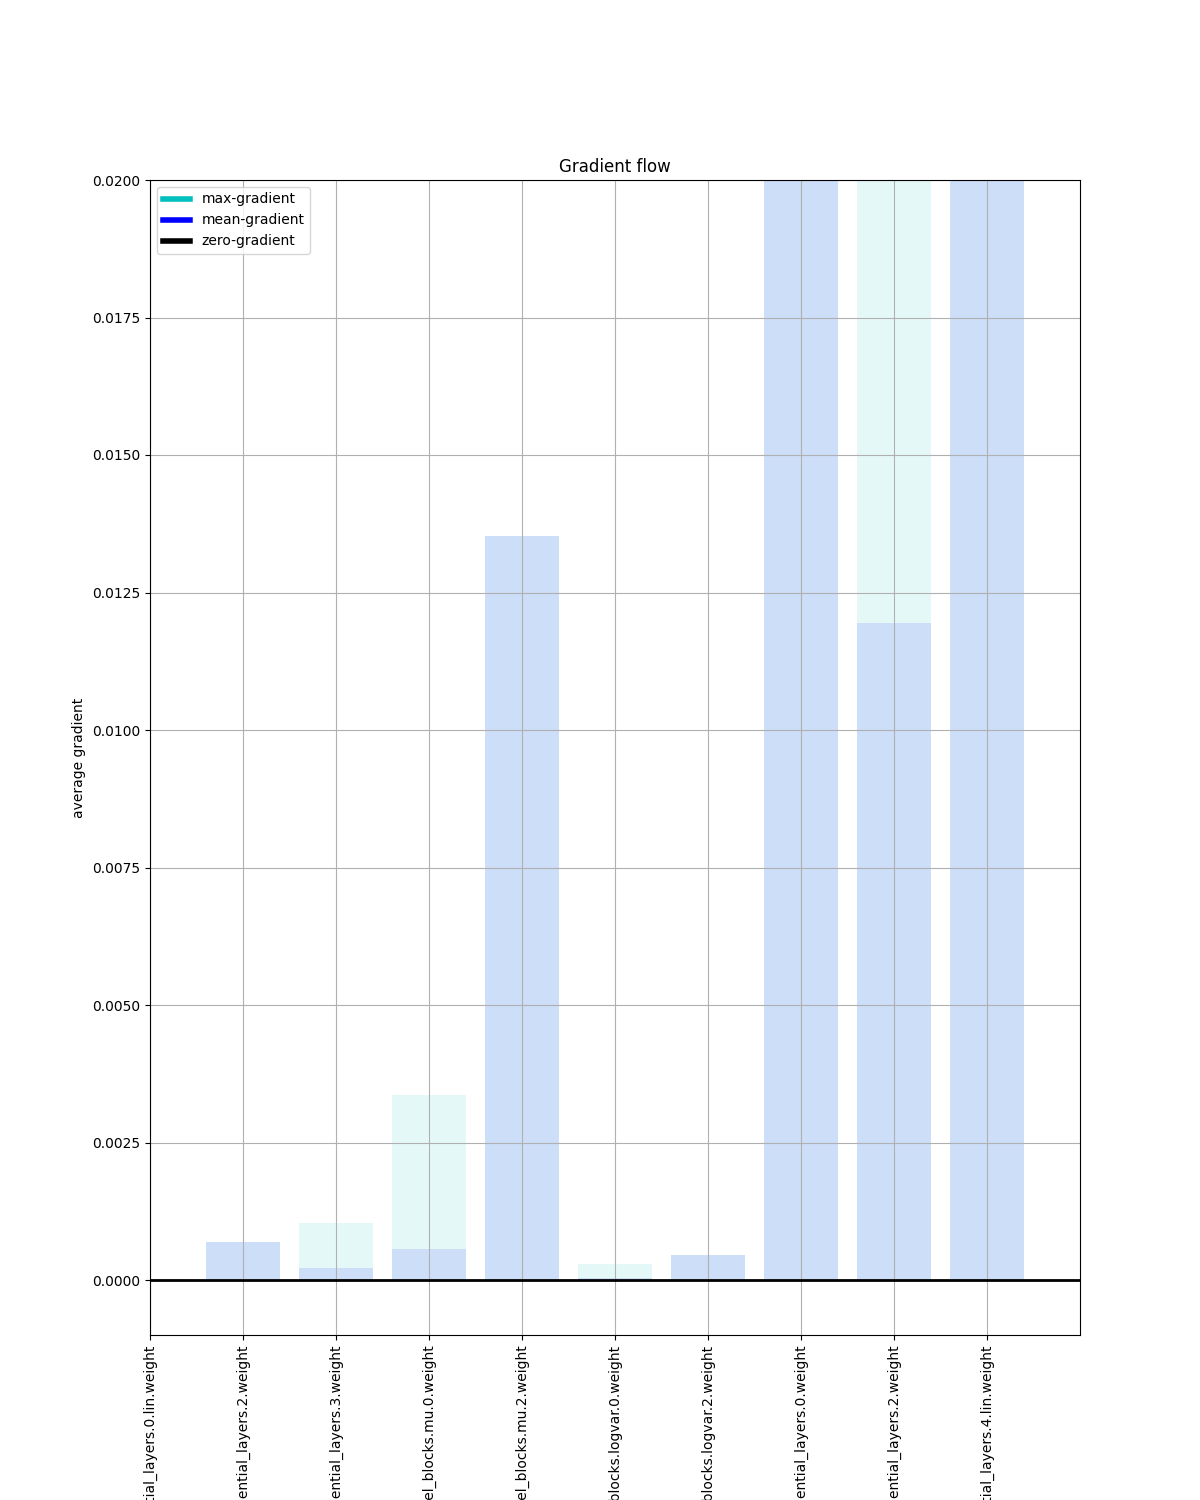 Gradient flow
max-gradient
mean-gradient
zero-gradient
0.0200
0.0175
0.0150
0.0125
0.0100
0.0075
0.0050
0.0025
0.0000
average gradient
tial_layers.0.lin.weight
ential_layers.2.weight
ential_layers.3.weight
el_blocks.mu.0.weight
el_blocks.mu.2.weight
blocks.logvar.0.weight
blocks.logvar.2.weight
ential_layers.0.weight
ential_layers.2.weight
tial_layers.4.lin.weight